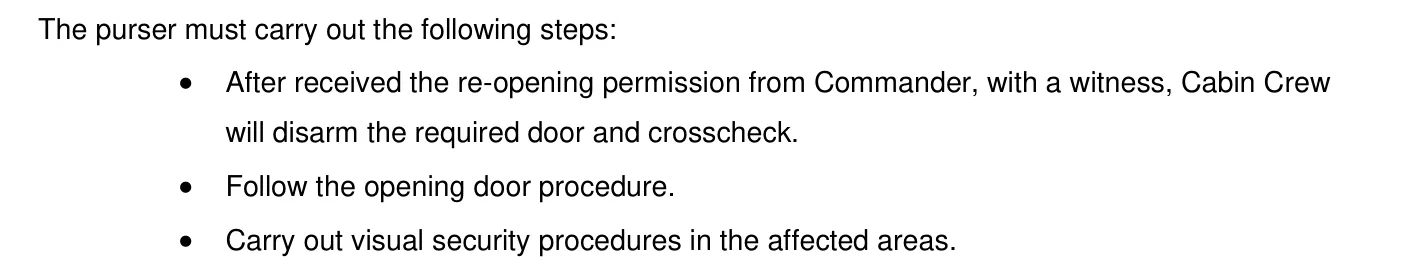 The purser must carry out the following steps:
• After received the re-opening permission from Commander, with a witness, Cabin Crew
will disarm the required door and crosscheck.
• Follow the opening door procedure.
• Carry out visual security procedures in the affected areas.